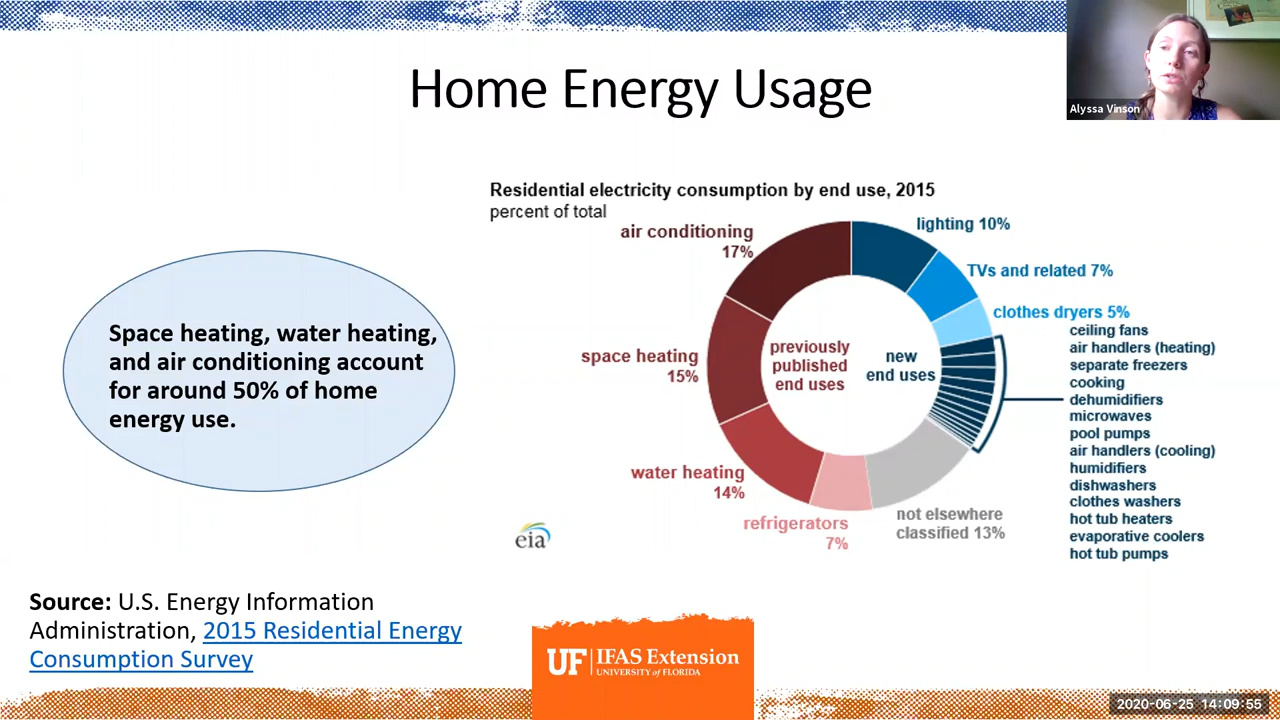 Home Energy Usage
Alyssa Vinson
Residential electricity consumption by end use, 2015
percent of total
air conditioning
17%
lighting 10%
TVs and related 7%
clothes dryers 5%
ceiling fans
air handlers (heating)
separate freezers
cooking
dehumidifiers
microwaves
pool pumps
air handlers (cooling)
humidifiers
dishwashers
clothes washers
hot tub heaters
evaporative coolers
hot tub pumps
space heating
15%
previously
published
end uses
new
end uses
water heating
14%
refrigerators
7%
not elsewhere
classified 13%
eia
Space heating, water heating,
and air conditioning account
for around 50% of home
energy use.
Source: U.S. Energy Information
Administration, 2015 Residential Energy
Consumption Survey
UF IFAS Extension
UNIVERSITY of FLORIDA
2020-06-25 14:09:55